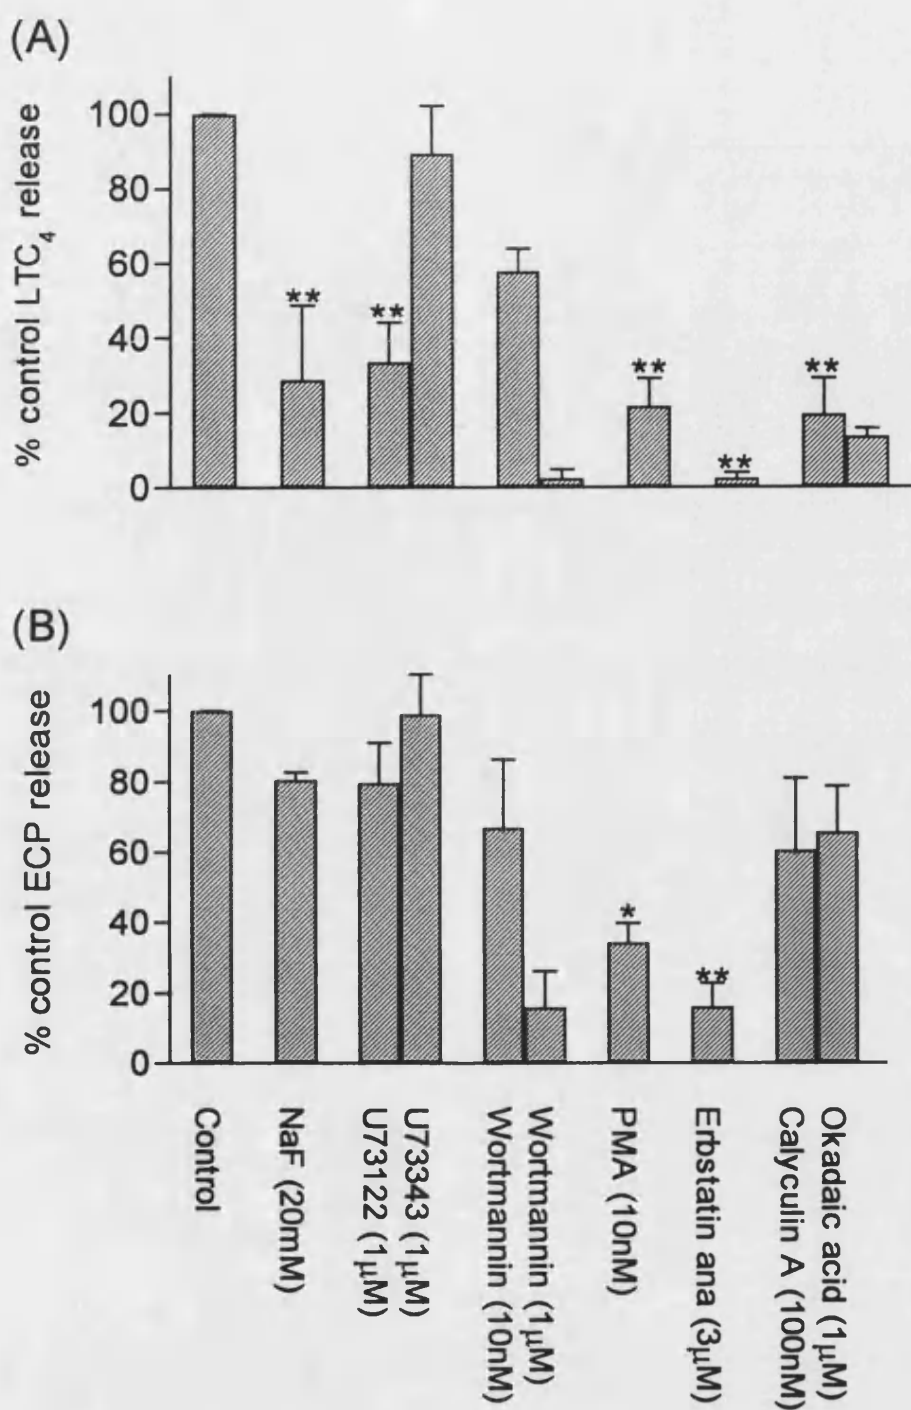 (A)
% control LTC₄ release
100
80
60
40
20
0
**
**
**
**
**
(B)
% control ECP release
100
80
60
40
20
0
*
**
Control
NaF (20mM)
U73122 (1µM)
U73343 (1µM)
Wortmannin (10nM)
Wortmannin (1µM)
PMA (10nM)
Erbstatin ana (3µM)
Calyculin A (100nM)
Okadaic acid (1µM)